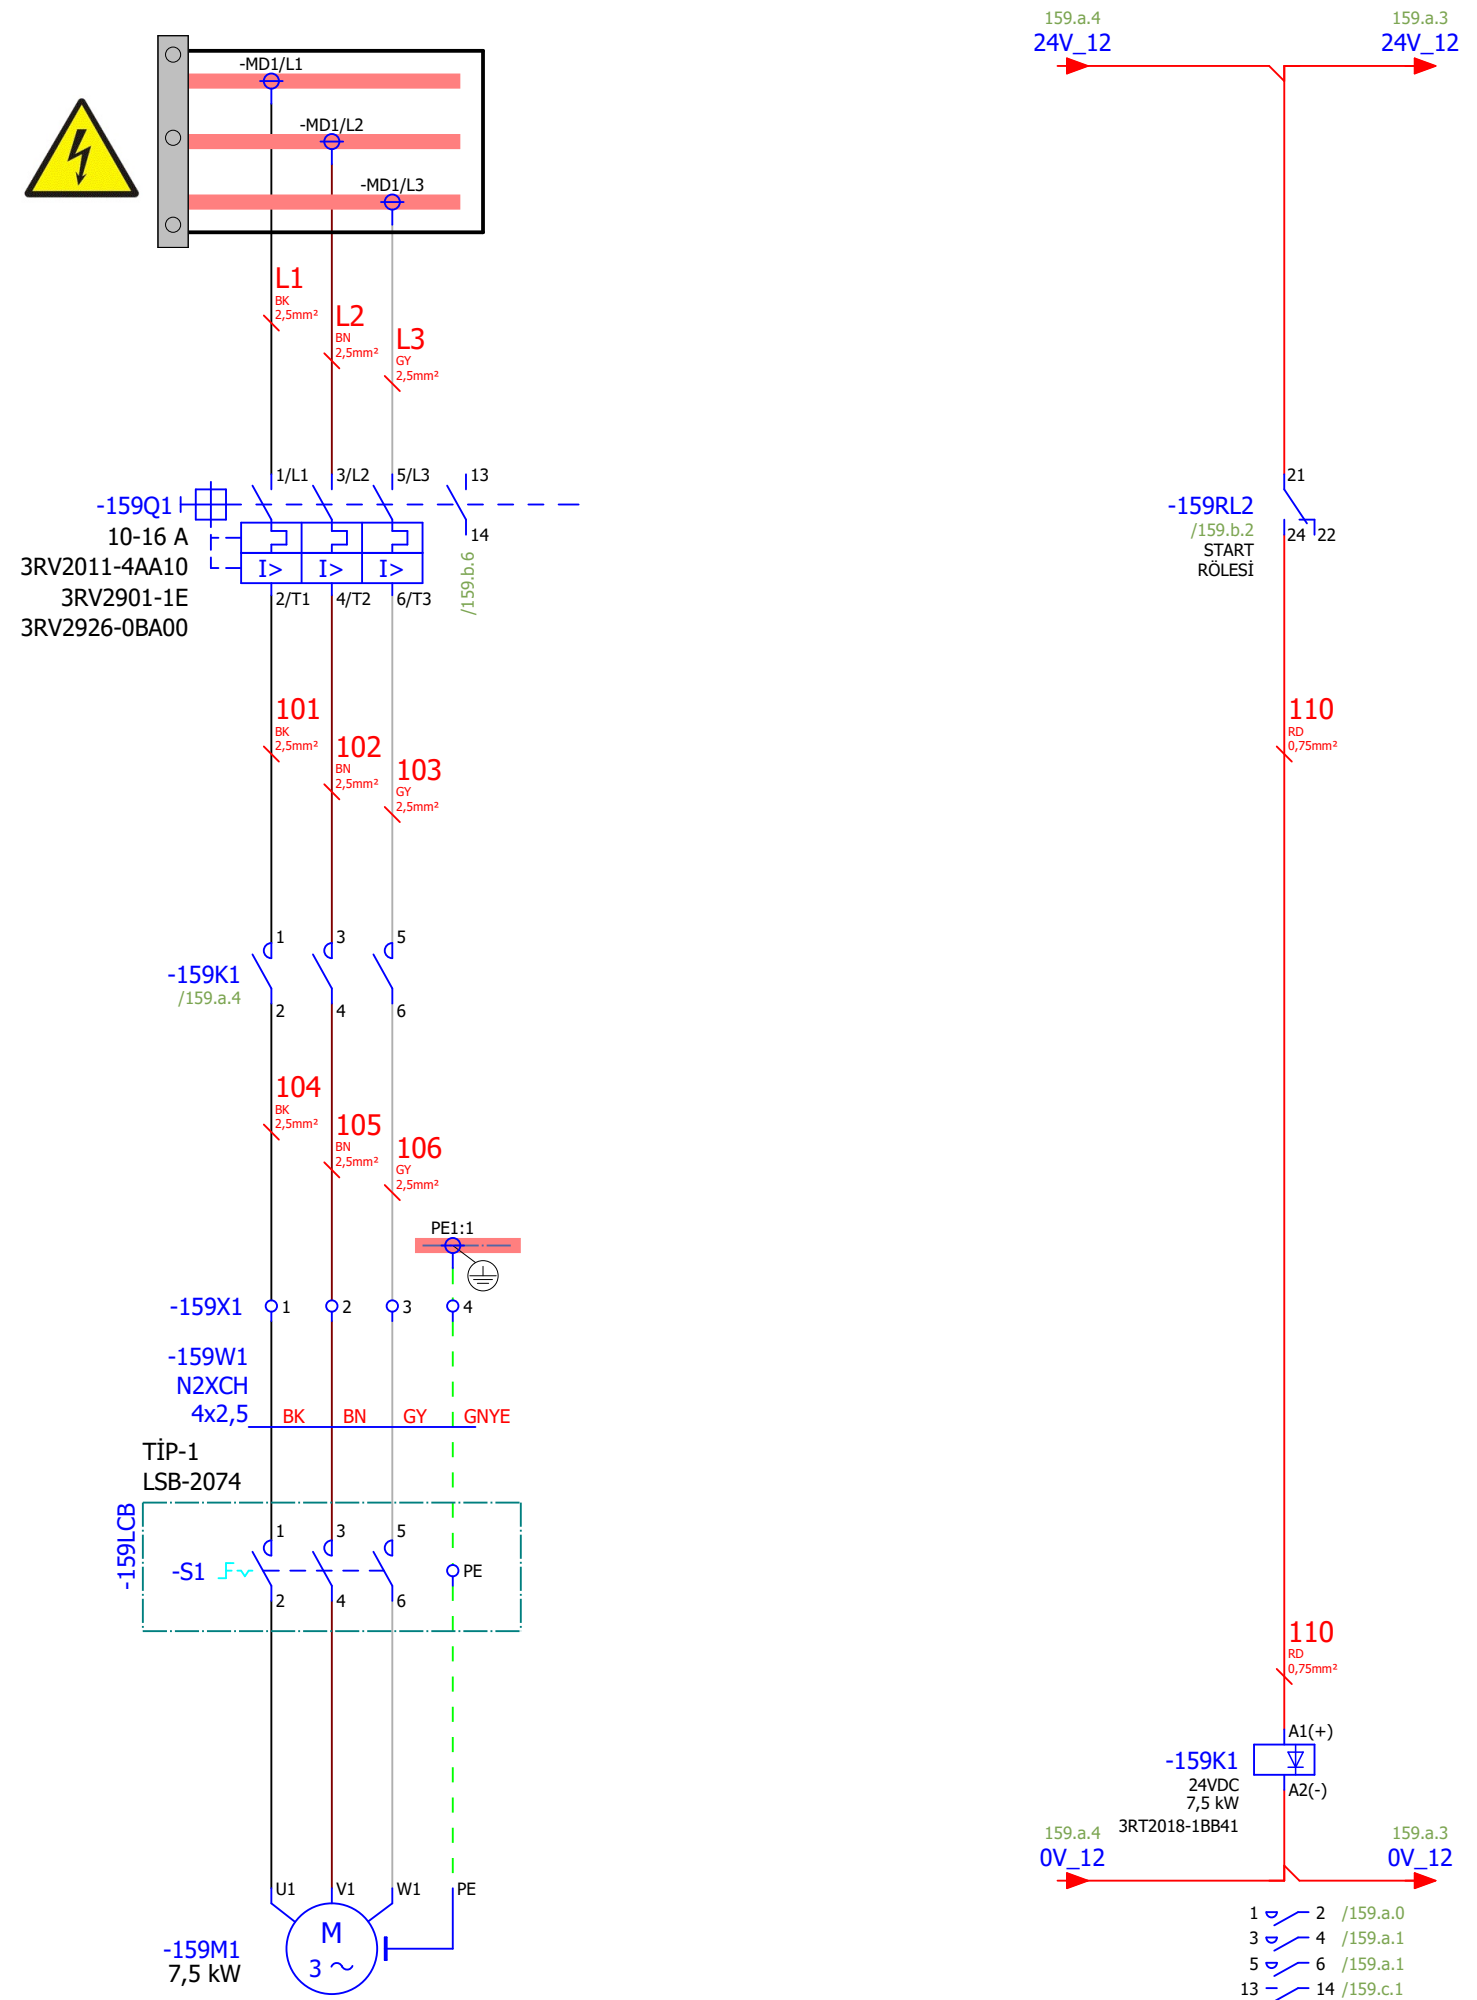 159.a.4
159.a.3
24V_12
24V_12
-MD1/L1
-MD1/L2
-MD1/L3
L1
BK
2,5mm²
L2
BN
2,5mm²
L3
GY
2,5mm²
-159Q1
10-16 A
3RV2011-4AA10
3RV2901-1E
3RV2926-0BA00
1/L1
3/L2
5/L3
13
14
I>
I>
I>
2/T1
4/T2
6/T3
/159.b.6
-159RL2
/159.b.2
START
RÖLESİ
21
24
22
101
BK
2,5mm²
102
BN
2,5mm²
103
GY
2,5mm²
110
RD
0,75mm²
-159K1
/159.a.4
1
3
5
2
4
6
104
BK
2,5mm²
105
BN
2,5mm²
106
GY
2,5mm²
PE1:1
-159X1
1
2
3
4
-159W1
N2XCH
4x2,5
BK
BN
GY
GNYE
TİP-1
LSB-2074
-159LCB
-S1
1
3
5
2
4
6
PE
110
RD
0,75mm²
-159K1
24VDC
7,5 kW
3RT2018-1BB41
A1(+)
A2(-)
159.a.4
159.a.3
0V_12
0V_12
U1
V1
W1
PE
M
3
-159M1
7,5 kW
1 2 /159.a.0
3 4 /159.a.1
5 6 /159.a.1
13 14 /159.c.1